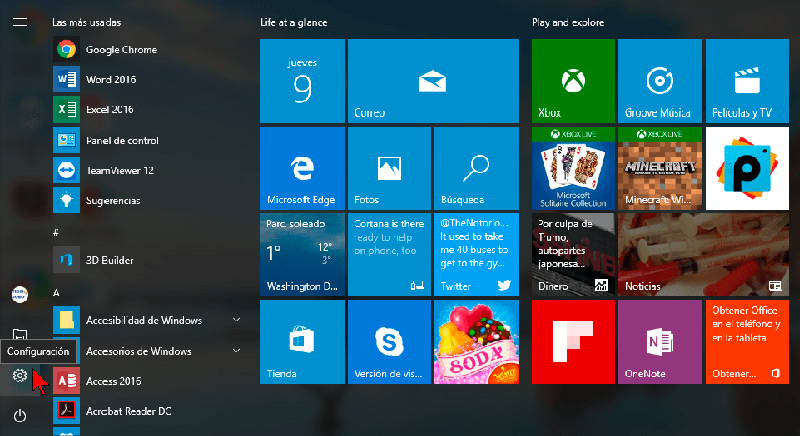 Las más usadas
Google Chrome
Word 2016
Excel 2016
Panel de control
TeamViewer 12
Sugerencias
#
3D Builder
A
Accesibilidad de Windows
Accesorios de Windows
Configuración
Access 2016
Acrobat Reader DC
Life at a glance
jueves
9
Correo
Microsoft Edge
Fotos
Búsqueda
Parc. soleado
1°
12°
3°
Washington D...
Cortana is there
ready to help
on phone, too
@TheNotorio...
It used to take
me 40 buses to
get to the gy...
Twitter
Tienda
Versión de vis...
SODA
Play and explore
Xbox
Groove Música
Películas y TV
XBOX LIVE
Microsoft
Solitaire Collection
XBOX LIVE
MINECRAFT
Minecraft Wi...
p
Por culpa de
Trump,
autopartes
japonesa...
Dinero
Noticias
OneNote
Obtener Office
en el teléfono y
en la tableta
Obtener...